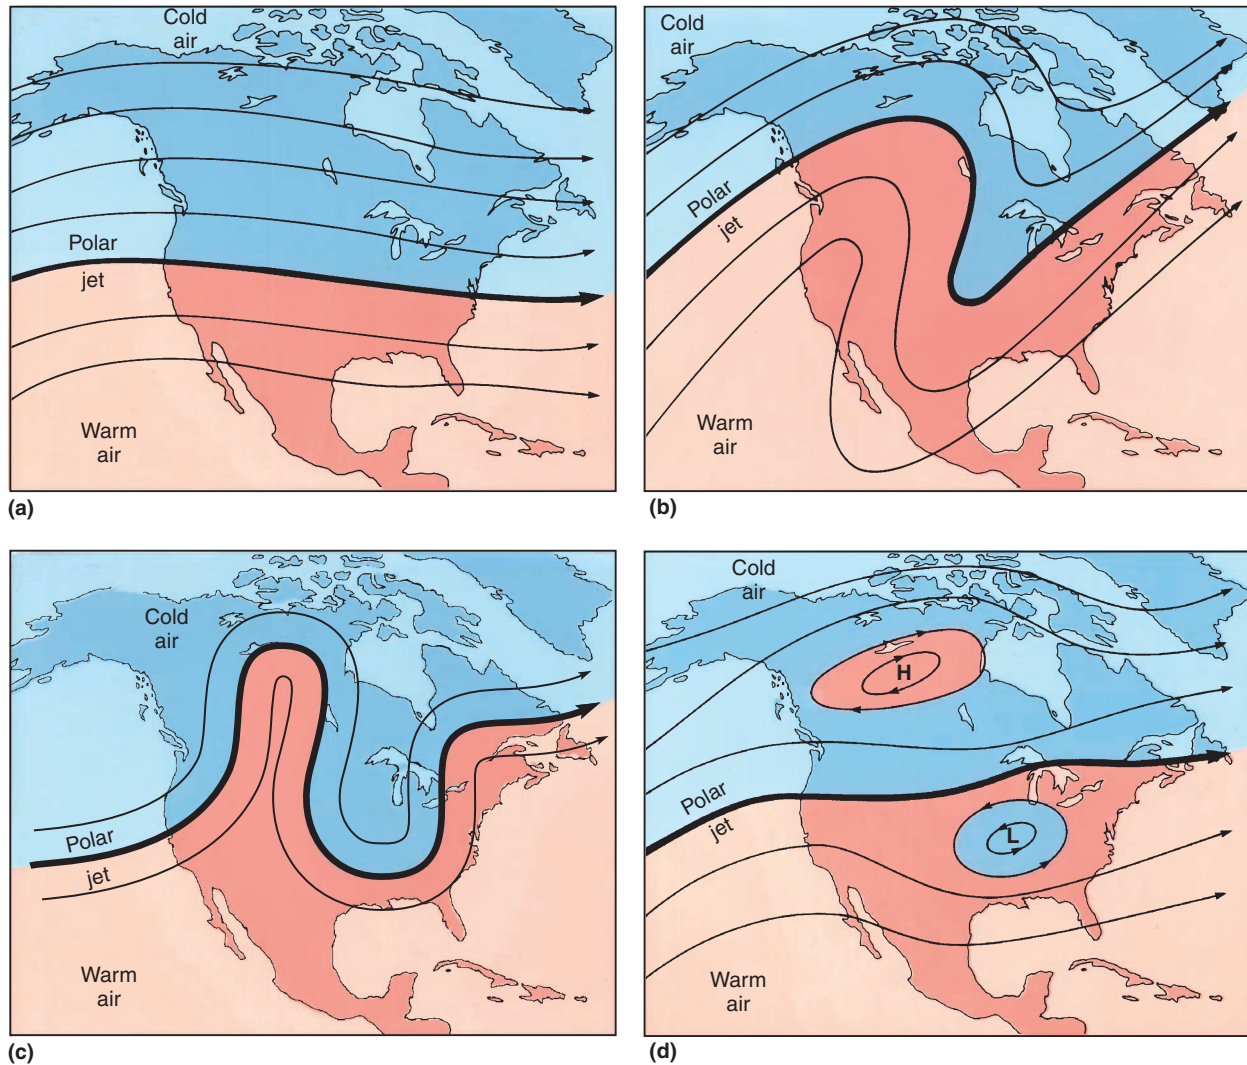 Cold
air
Polar
jet
Warm
air
(a)
Cold
air
Polar
jet
Warm
air
(b)
Cold
air
Polar
jet
Warm
air
(c)
Cold
air
H
Polar
jet
L
Warm
air
(d)